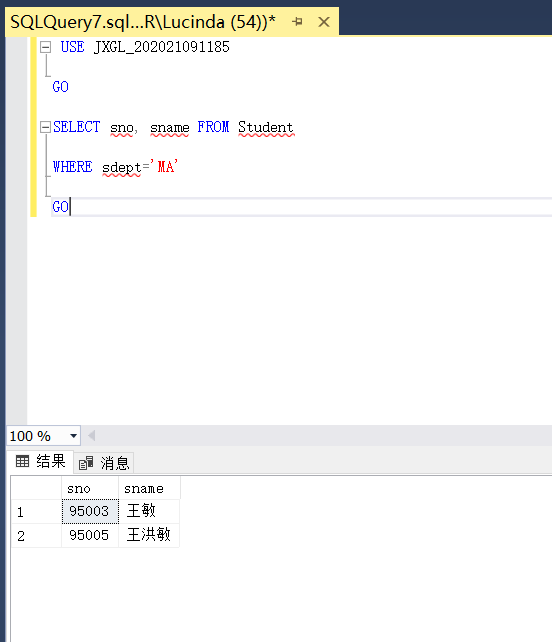 SQLQuery7.sql...R\Lucinda (54))*
USE JXGL_202021091185
GO
SELECT sno, sname FROM Student
WHERE sdept='MA'
GO
100 %
结果 消息
sno sname
1 95003 王敏
2 95005 王洪敏